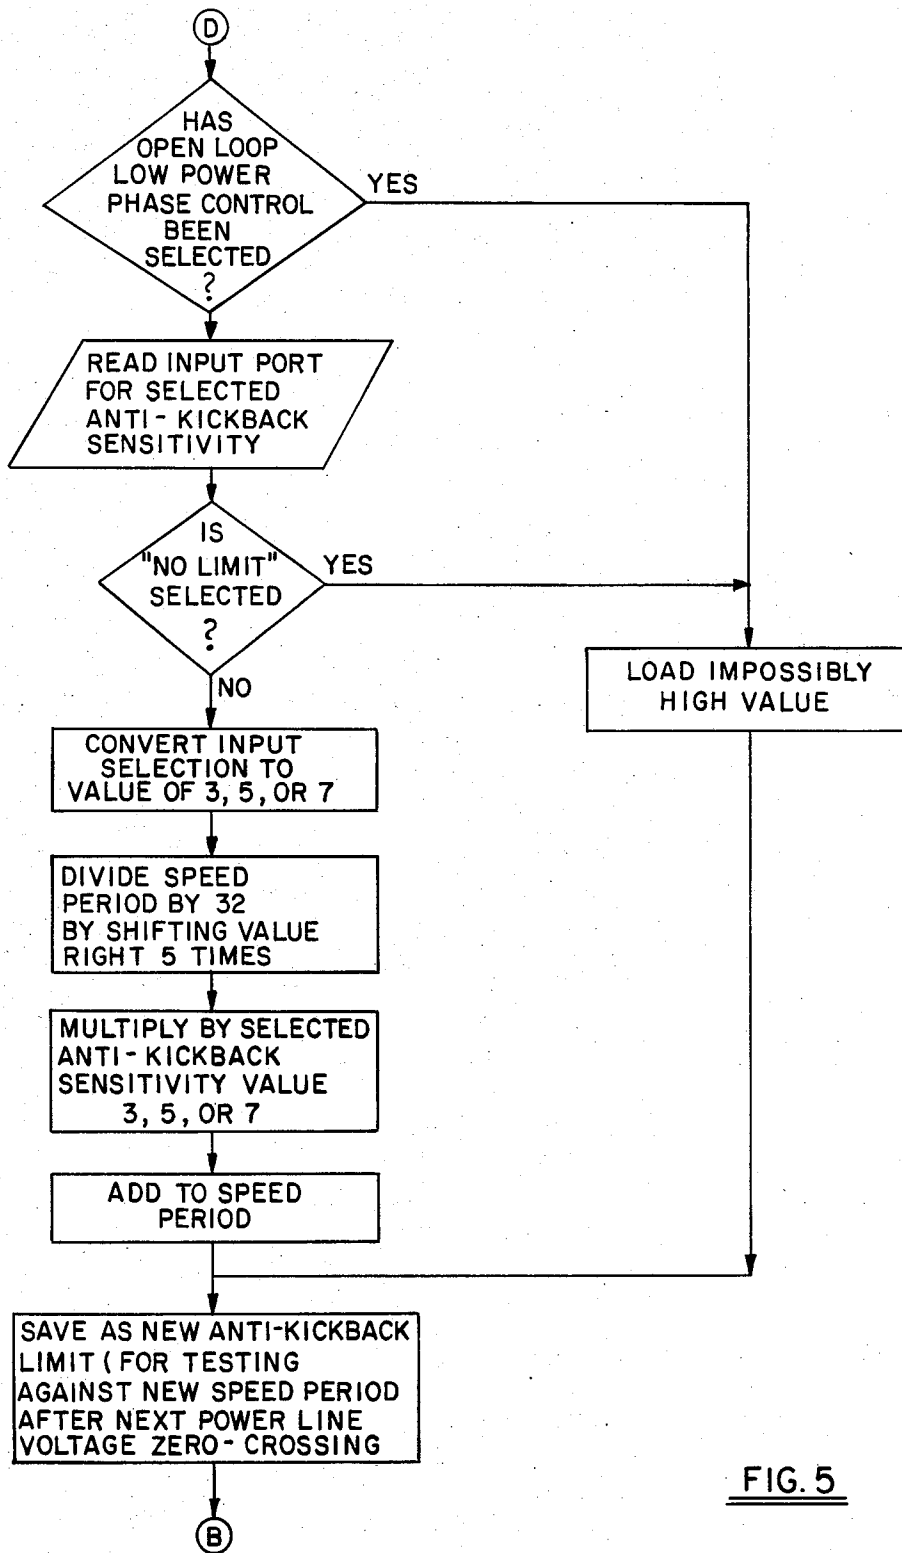 D
HAS
OPEN LOOP
LOW POWER
PHASE CONTROL
BEEN
SELECTED
?
YES
READ INPUT PORT
FOR SELECTED
ANTI-KICKBACK
SENSITIVITY
IS
"NO LIMIT"
SELECTED
?
YES
NO
LOAD IMPOSSIBLY
HIGH VALUE
CONVERT INPUT
SELECTION TO
VALUE OF 3, 5, OR 7
DIVIDE SPEED
PERIOD BY 32
BY SHIFTING VALUE
RIGHT 5 TIMES
MULTIPLY BY SELECTED
ANTI-KICKBACK
SENSITIVITY VALUE
3, 5, OR 7
ADD TO SPEED
PERIOD
SAVE AS NEW ANTI-KICKBACK
LIMIT (FOR TESTING
AGAINST NEW SPEED PERIOD
AFTER NEXT POWER LINE
VOLTAGE ZERO-CROSSING
B
FIG. 5